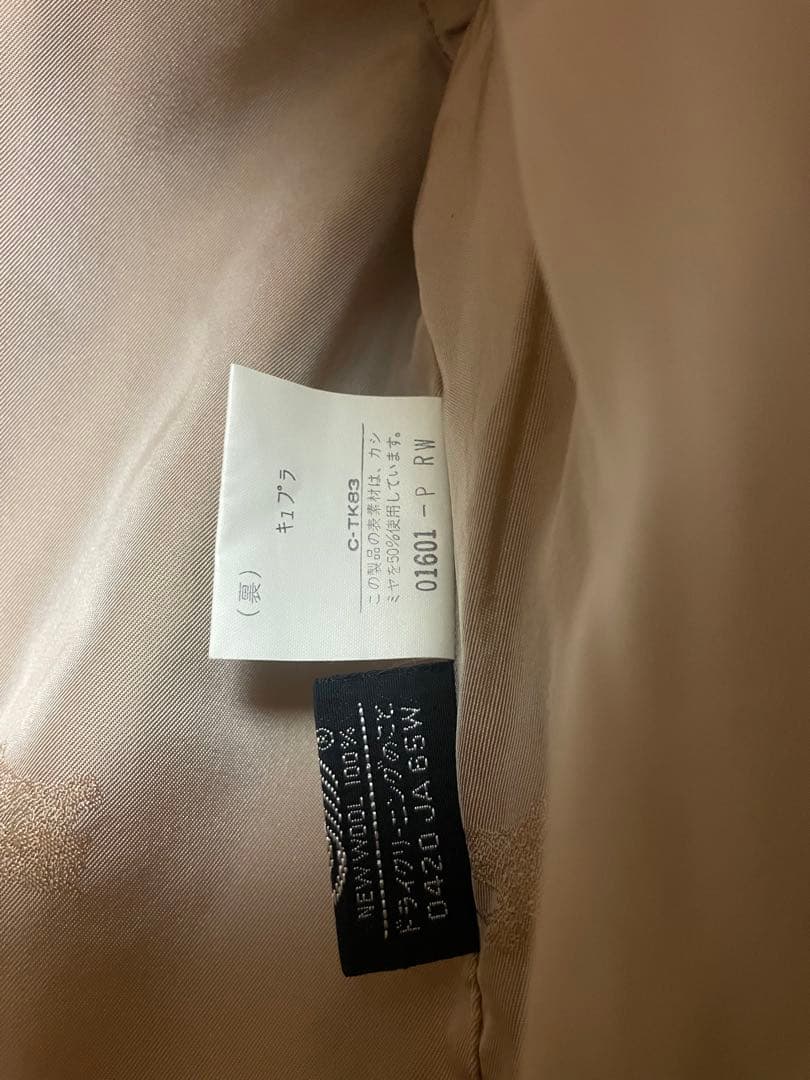 (裏)
キュプラ
C-TK83
この製品の表素材は、カシ
ミヤを50%使用しています。
01601 -P RW
®
NEW WOOL 100%
ドライクリーニングのこと
0420 JA 6SW